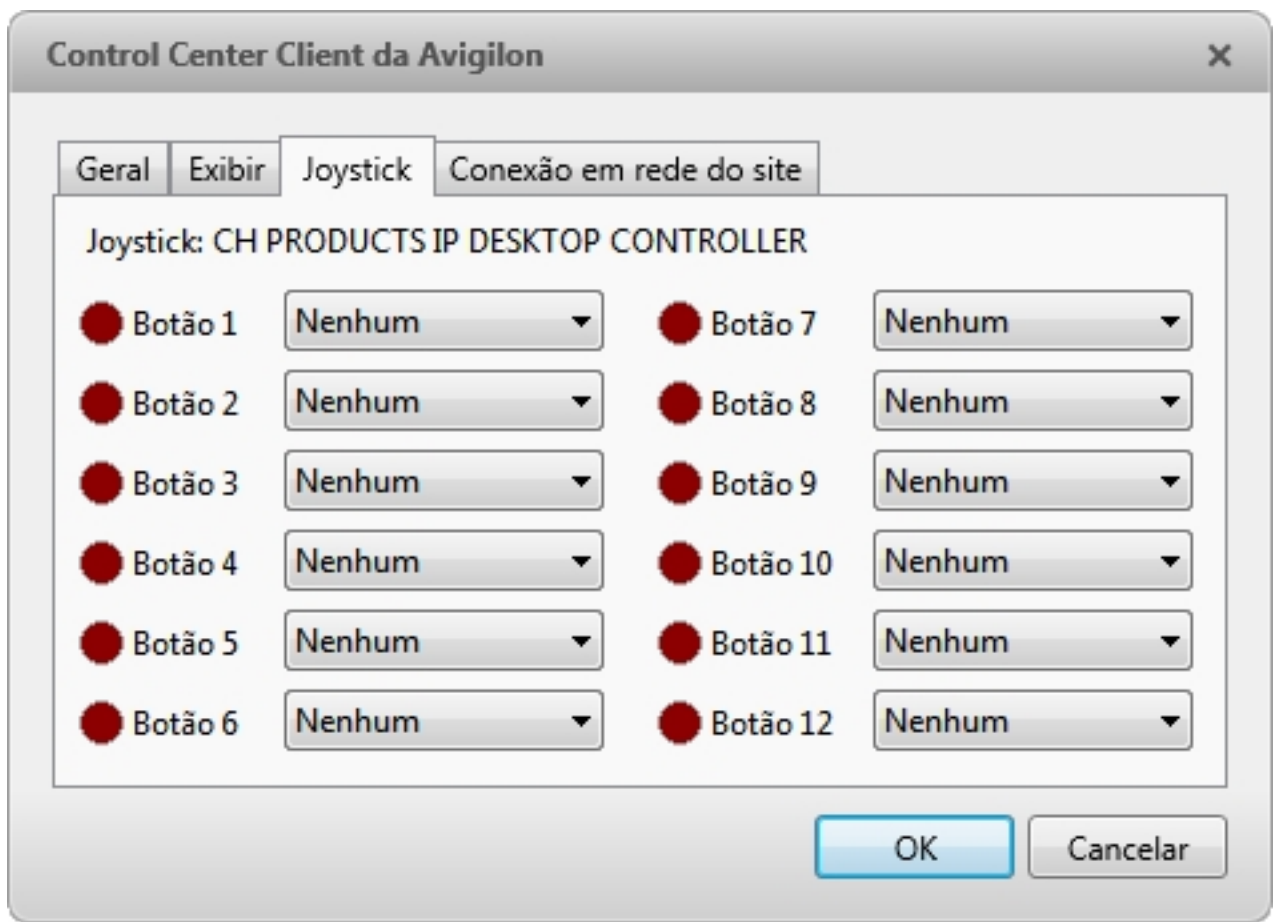 Control Center Client da Avigilon
Geral Exibir Joystick Conexão em rede do site
Joystick: CH PRODUCTS IP DESKTOP CONTROLLER
Botão 1 Nenhum Botão 7 Nenhum
Botão 2 Nenhum Botão 8 Nenhum
Botão 3 Nenhum Botão 9 Nenhum
Botão 4 Nenhum Botão 10 Nenhum
Botão 5 Nenhum Botão 11 Nenhum
Botão 6 Nenhum Botão 12 Nenhum
OK Cancelar